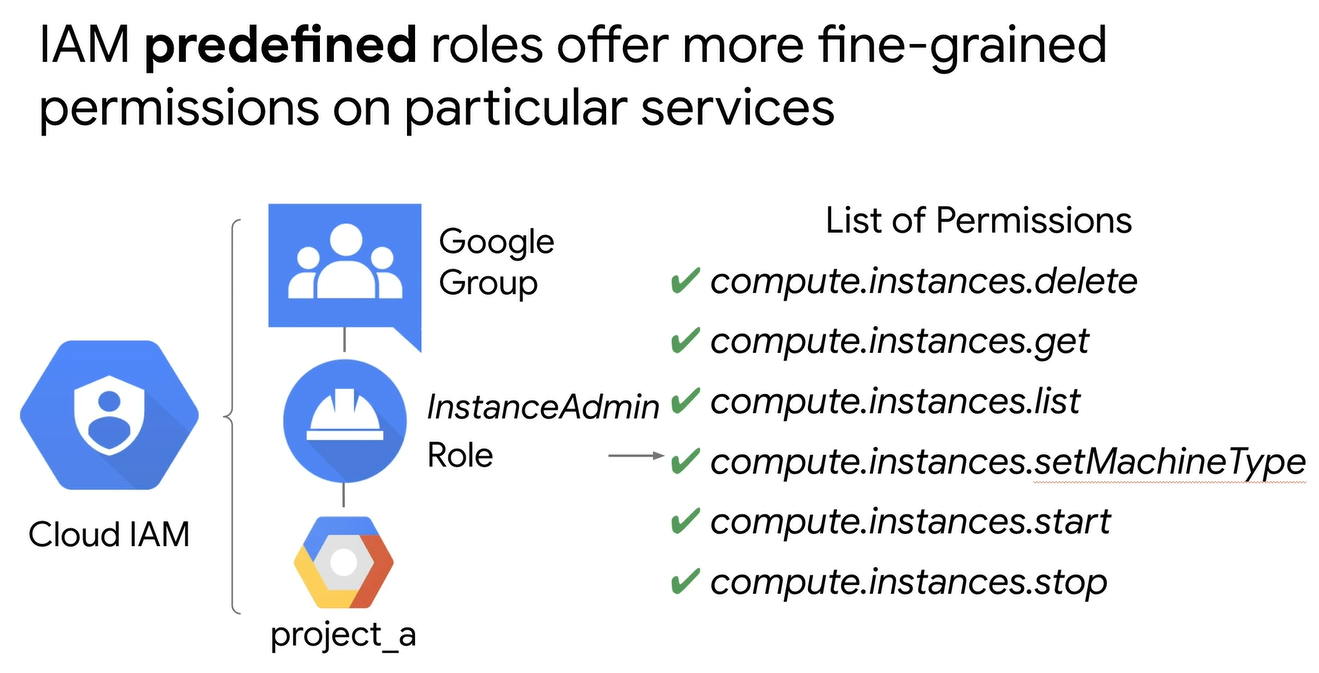 IAM predefined roles offer more fine-grained
permissions on particular services
Google
Group
InstanceAdmin
Role
Cloud IAM
project_a
List of Permissions
✔ compute.instances.delete
✔ compute.instances.get
✔ compute.instances.list
✔ compute.instances.setMachineType
✔ compute.instances.start
✔ compute.instances.stop